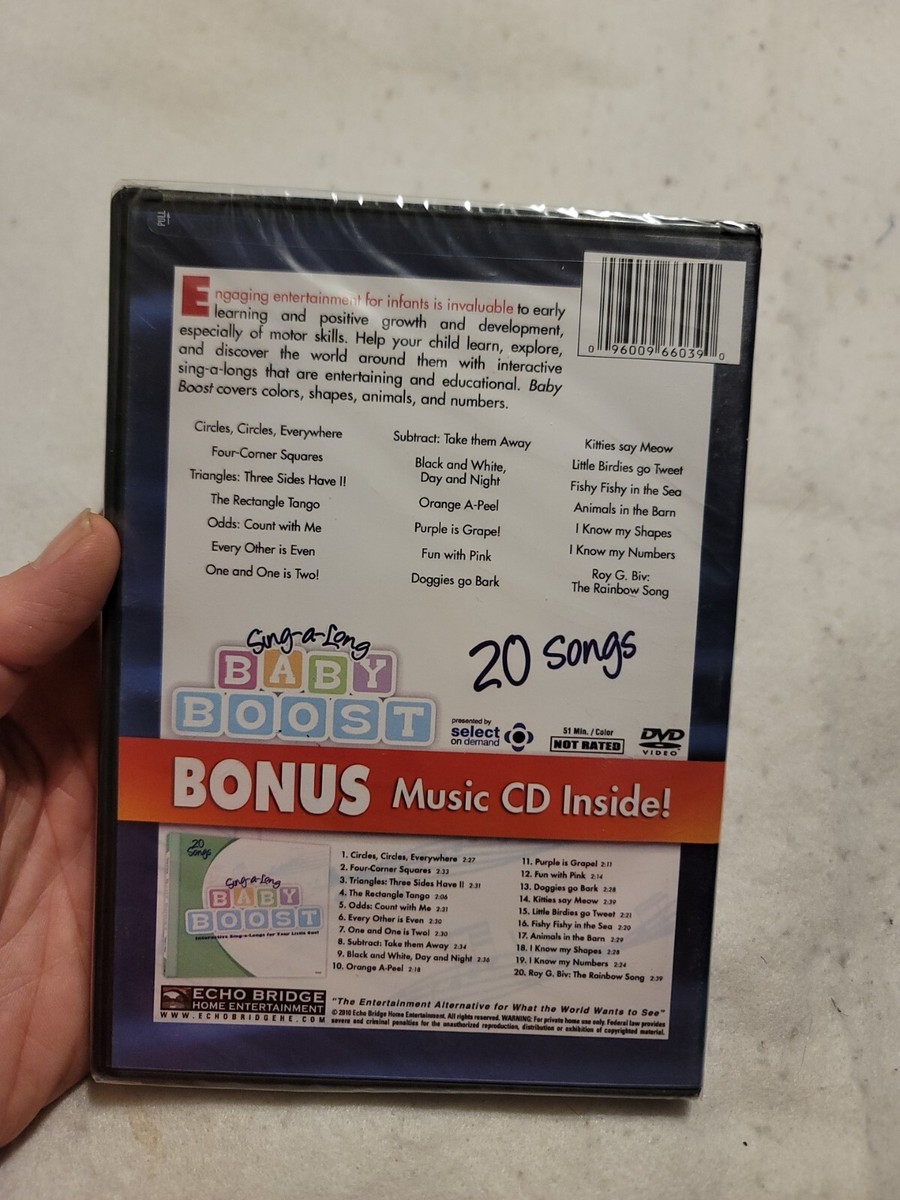 PULL
Engaging entertainment for infants is invaluable to early
learning and positive growth and development,
especially of motor skills. Help your child learn, explore,
and discover the world around them with interactive
sing-a-longs that are entertaining and educational. Baby
Boost covers colors, shapes, animals, and numbers.
0 96009 66039 0
Circles, Circles, Everywhere
Four-Corner Squares
Triangles: Three Sides Have I!
The Rectangle Tango
Odds: Count with Me
Every Other is Even
One and One is Two!
Subtract: Take them Away
Black and White,
Day and Night
Orange A-Peel
Purple is Grape!
Fun with Pink
Doggies go Bark
Kitties say Meow
Little Birdies go Tweet
Fishy Fishy in the Sea
Animals in the Barn
I Know my Shapes
I Know my Numbers
Roy G. Biv:
The Rainbow Song
Sing-a-Long
BABY
BOOST
20 Songs
presented by
select
on demand
51 Min. / Color
NOT RATED
DVD
VIDEO
BONUS Music CD Inside!
20
Songs
Sing-a-Long
BABY
BOOST
Interactive Sing-a-Longs for Your Little One!
1. Circles, Circles, Everywhere 2:27
2. Four-Corner Squares 2:23
3. Triangles: Three Sides Have I! 2:31
4. The Rectangle Tango 2:06
5. Odds: Count with Me 2:31
6. Every Other is Even 2:30
7. One and One is Two! 2:30
8. Subtract: Take them Away 2:34
9. Black and White, Day and Night 2:36
10. Orange A-Peel 2:18
11. Purple is Grape! 2:11
12. Fun with Pink 2:14
13. Doggies go Bark 2:28
14. Kitties say Meow 2:39
15. Little Birdies go Tweet 2:21
16. Fishy Fishy in the Sea 2:20
17. Animals in the Barn 2:29
18. I Know my Shapes 2:28
19. I Know my Numbers 2:24
20. Roy G. Biv: The Rainbow Song 2:39
ECHO BRIDGE
HOME ENTERTAINMENT
WWW.ECHOBRIDGEHE.COM
"The Entertainment Alternative for What the World Wants to See"
© 2010 Echo Bridge Home Entertainment. All rights reserved. WARNING: For private home use only. Federal law provides
severe and criminal penalties for the unauthorized reproduction, distribution or exhibition of copyrighted material.